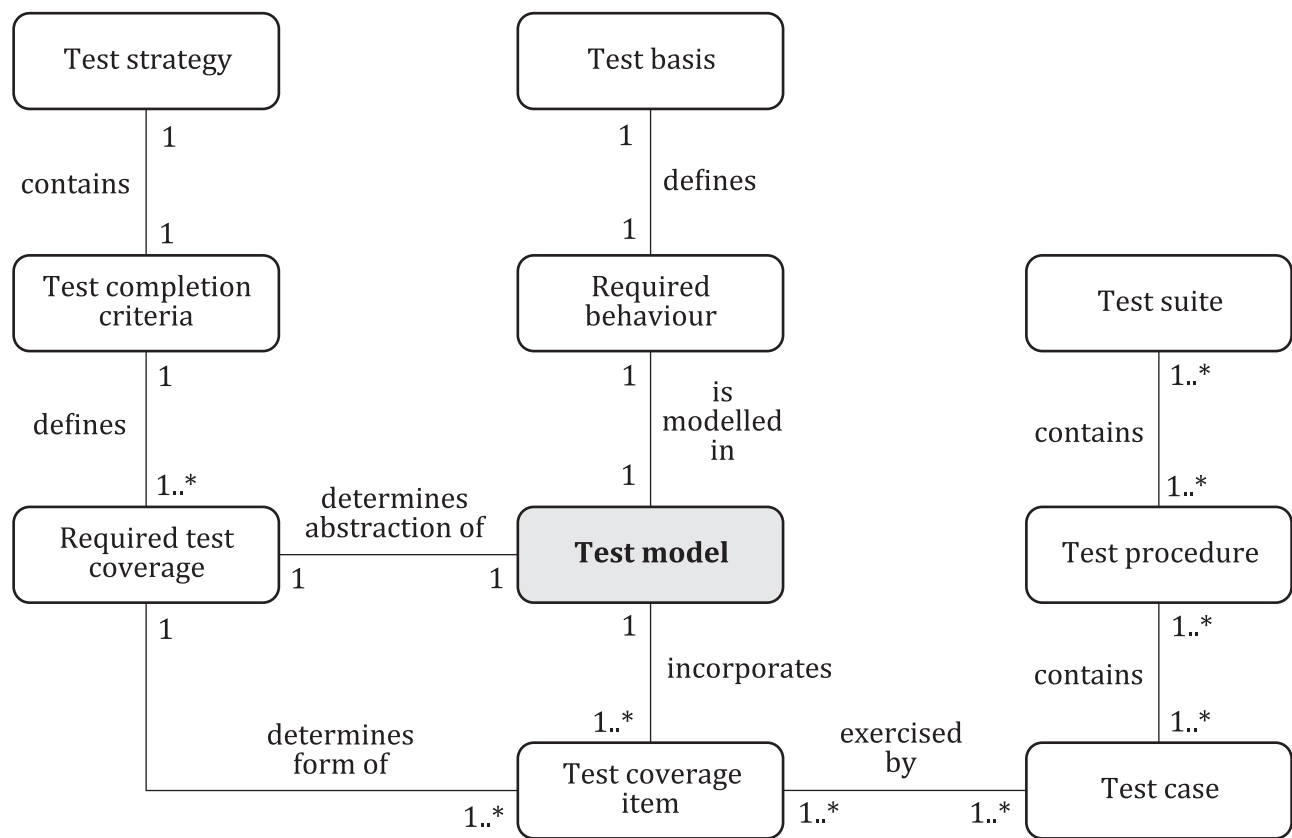 Test strategy
Test basis
1
1
contains
defines
1
1
Test completion
criteria
Required
behaviour
Test suite
1
1
1..*
is
modelled
in
defines
contains
1..*
1
1..*
determines
abstraction of
Required test
coverage
Test model
Test procedure
1
1
1
1
1..*
incorporates
contains
1..*
1..*
determines
form of
exercised
by
Test coverage
item
Test case
1..*
1..*
1..*